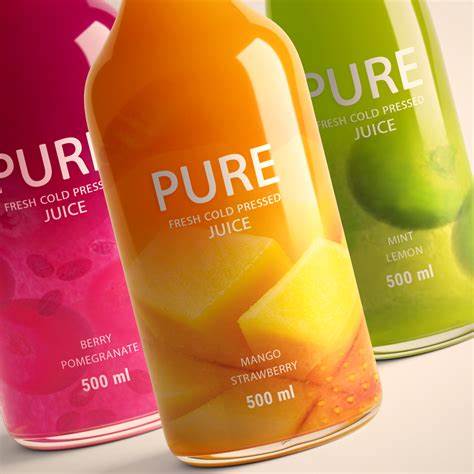 PURE
FRESH COLD PRESSED
JUICE
BERRY
POMEGRANATE
500 ml
PURE
FRESH COLD PRESSED
JUICE
MANGO
STRAWBERRY
500 ml
PURE
FRESH COLD PRESSED
JUICE
MINT
LEMON
500 ml